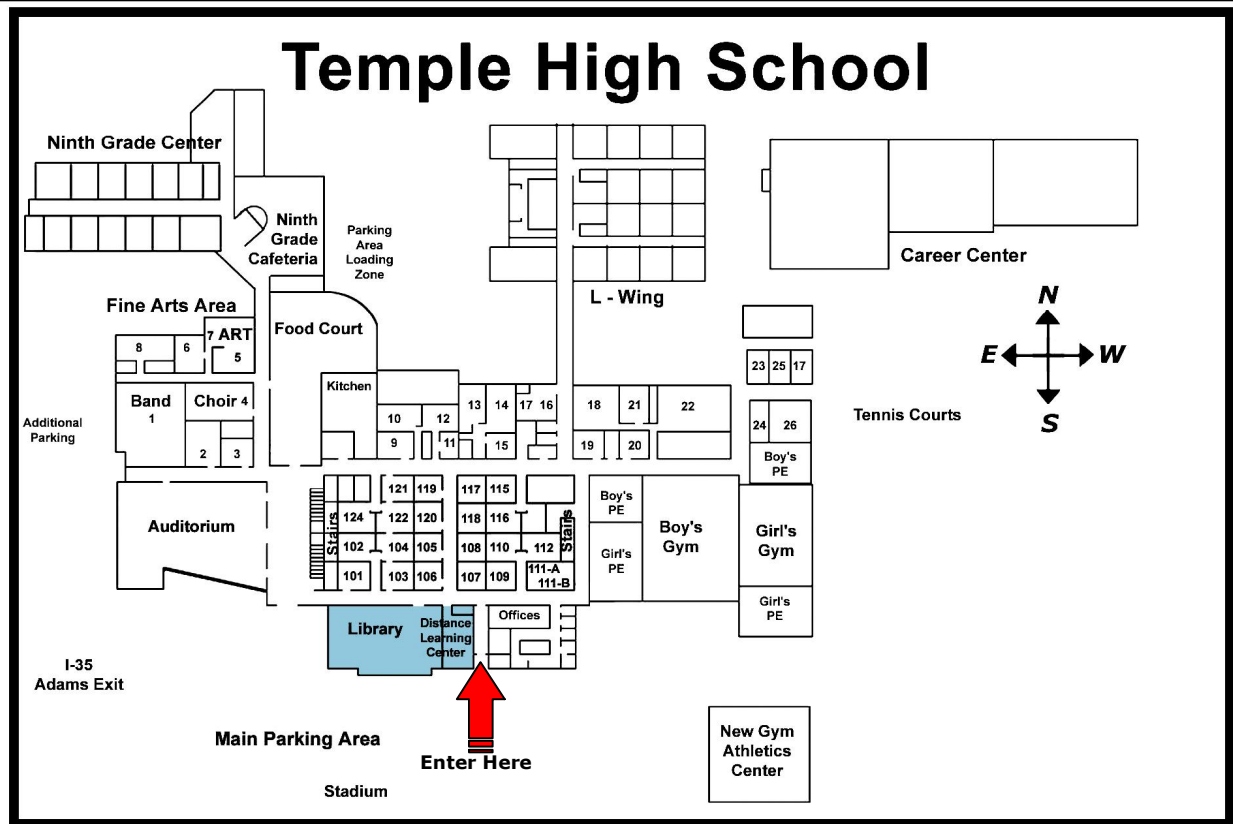 Temple High School
Ninth Grade Center
Ninth
Grade
Cafeteria
Parking
Area
Loading
Zone
Career Center
L - Wing
Fine Arts Area
Food Court
N
E
W
S
7 ART
8
6
5
23 25 17
Kitchen
Band
1
Choir 4
2
3
Additional
Parking
10
12
13
14
17
16
18
21
22
9
11
15
19
20
24
26
Boy's
PE
Tennis Courts
Auditorium
Stairs
121 119
117 115
124
122 120
118 116
102
104 105
108 110
112
101
103 106
107 109
111-A
111-B
Stairs
Boy's
PE
Girl's
PE
Boy's
Gym
Girl's
Gym
Girl's
PE
Library
Distance
Learning
Center
Offices
I-35
Adams Exit
Main Parking Area
Enter Here
Stadium
New Gym
Athletics
Center